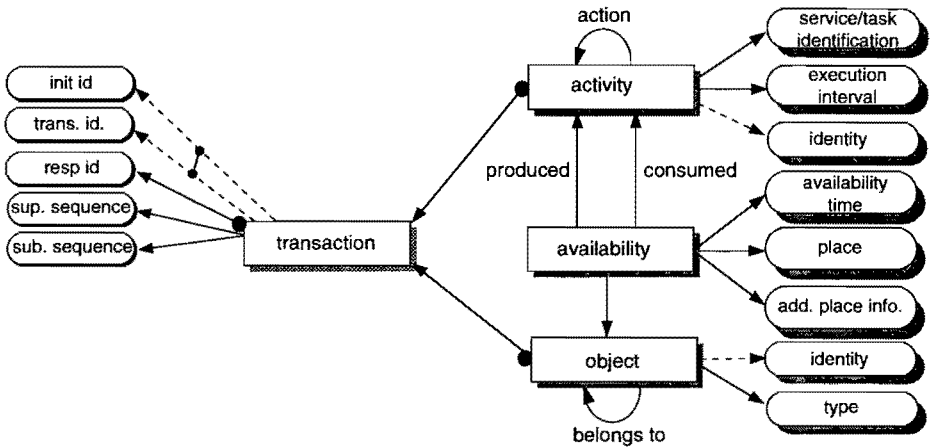 action
service/task
identification
init id
activity
execution
interval
trans. id.
identity
resp id
produced
consumed
availability
time
sup. sequence
sub. sequence
transaction
availability
place
add. place info.
object
identity
type
belongs to